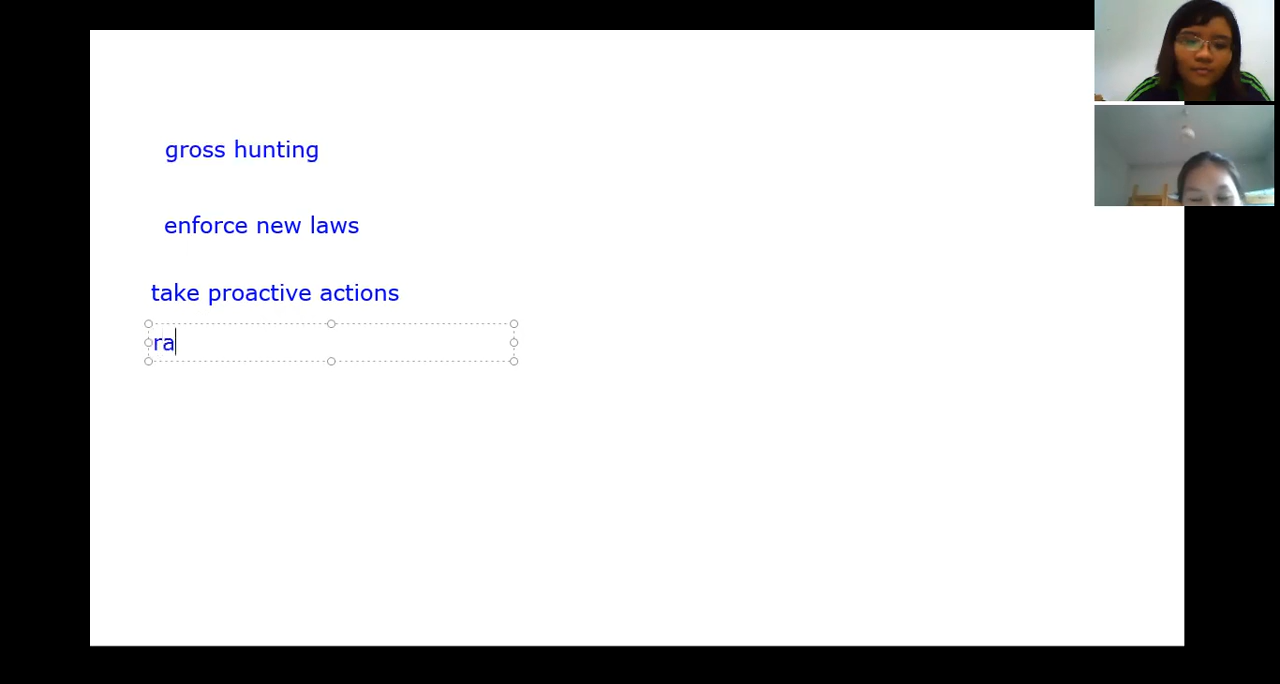 gross hunting
enforce new laws
take proactive actions
ra